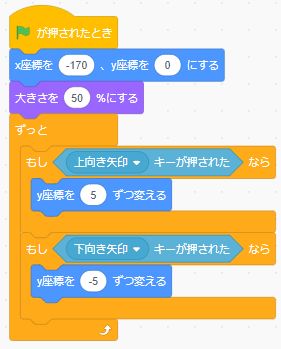 が押されたとき
x座標を -170 、y座標を 0 にする
大きさを 50 %にする
ずっと
もし 上向き矢印 キーが押された なら
y座標を 5 ずつ変える
もし 下向き矢印 キーが押された なら
y座標を -5 ずつ変える